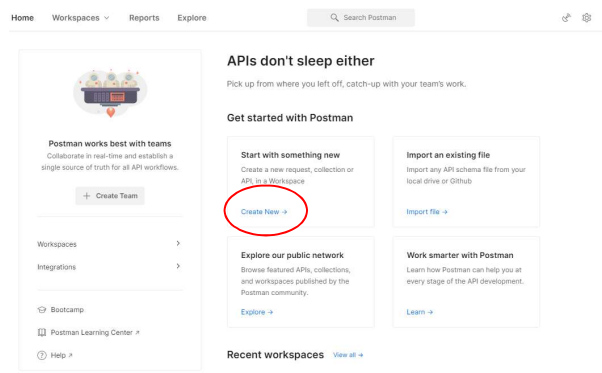 Home Workspaces Reports Explore Search Postman
Postman works best with teams
Collaborate in real-time and establish a
single source of truth for all API workflows.
+ Create Team
Workspaces
Integrations
Bootcamp
Postman Learning Center ↗
Help ↗
APIs don't sleep either
Pick up from where you left off, catch-up with your team's work.
Get started with Postman
Start with something new
Create a new request, collection or
API, in a Workspace
Create New →
Import an existing file
Import any API schema file from your
local drive or Github
Import file →
Explore our public network
Browse featured APIs, collections,
and workspaces published by the
Postman community.
Explore →
Work smarter with Postman
Learn how Postman can help you at
every stage of the API development.
Learn →
Recent workspaces View all →